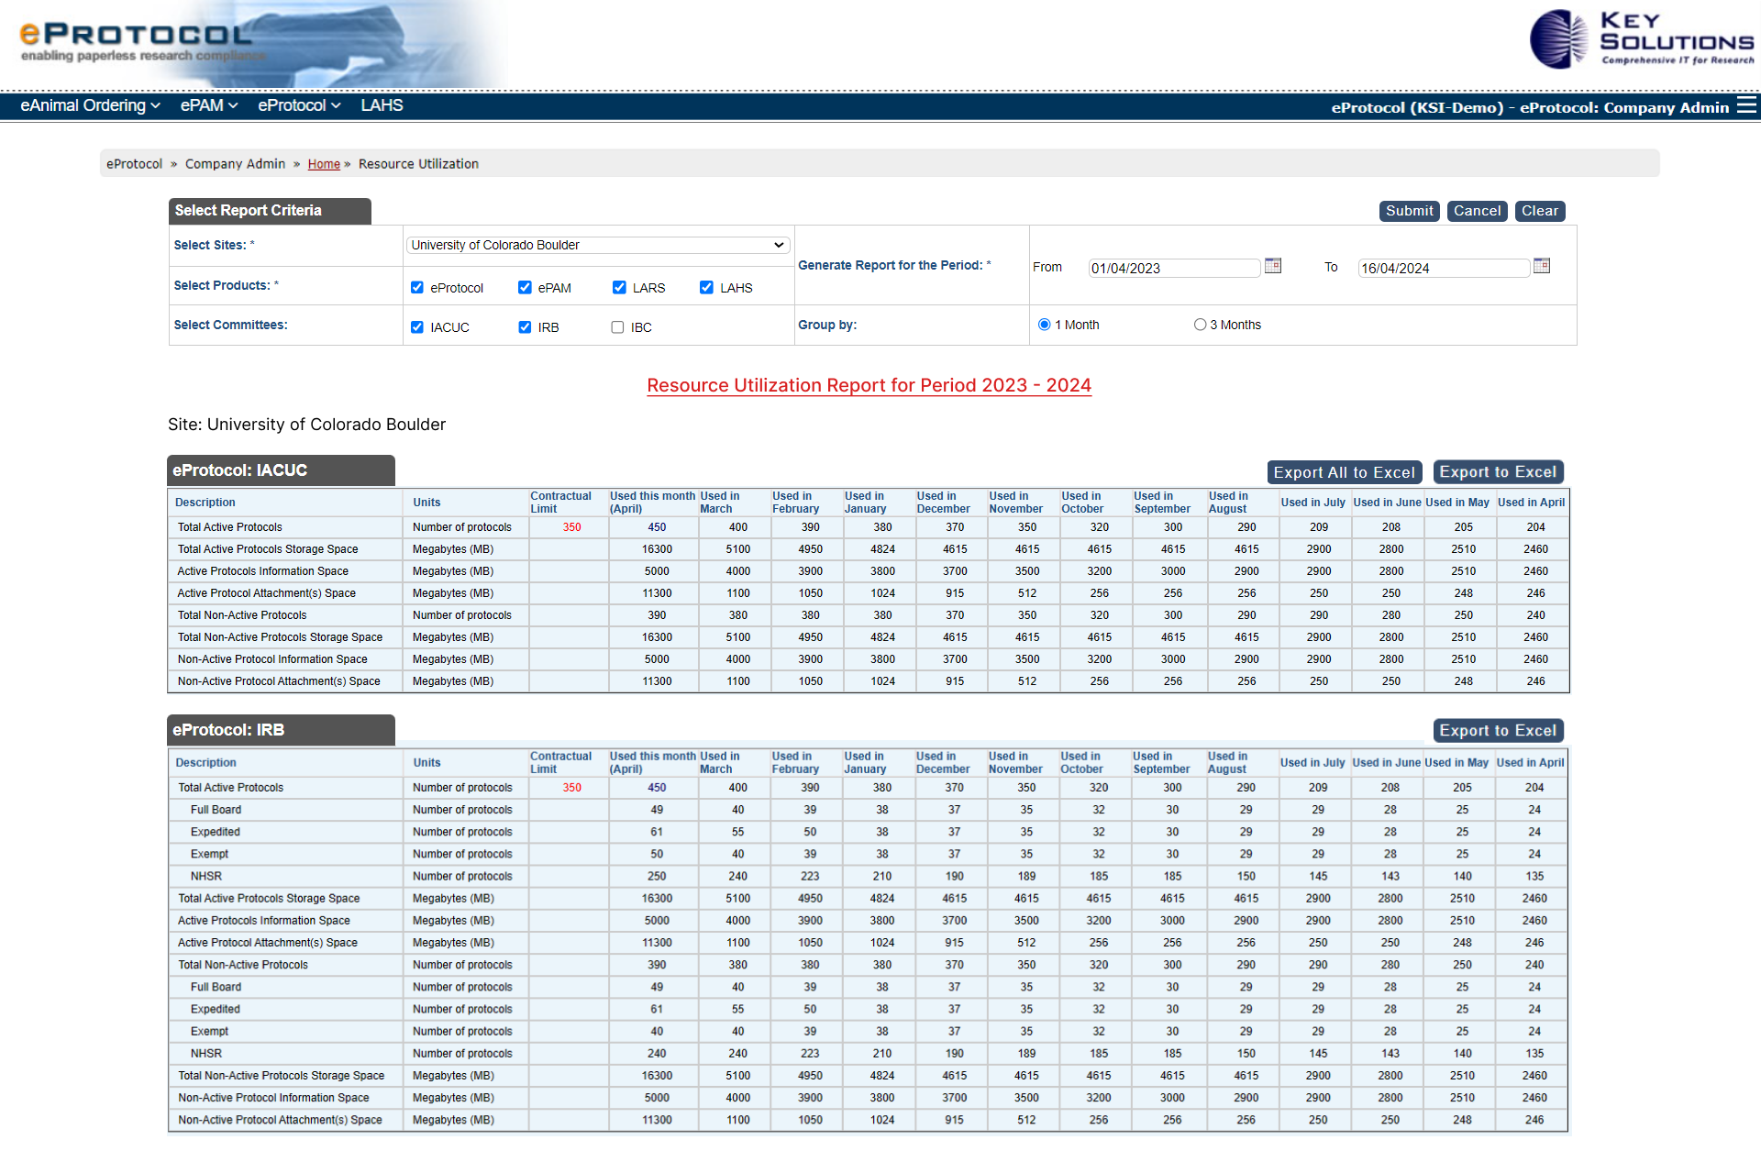 ePROTOCOL
enabling paperless research compliance
KEY SOLUTIONS
Comprehensive IT for Research
eAnimal Ordering ePAM eProtocol LAHS eProtocol (KSI-Demo) - eProtocol: Company Admin
eProtocol » Company Admin » Home » Resource Utilization
Select Report Criteria Submit Cancel Clear
Select Sites: * University of Colorado Boulder
Generate Report for the Period: * From 01/04/2023 To 16/04/2024
Select Products: * eProtocol ePAM LARS LAHS
Select Committees: IACUC IRB IBC Group by: 1 Month 3 Months
Resource Utilization Report for Period 2023 - 2024
Site: University of Colorado Boulder
eProtocol: IACUC Export All to Excel Export to Excel
Description Units Contractual Limit Used this month (April) Used in March Used in February Used in January Used in December Used in November Used in October Used in September Used in August Used in July Used in June Used in May Used in April
Total Active Protocols Number of protocols 350 450 400 390 380 370 350 320 300 290 209 208 205 204
Total Active Protocols Storage Space Megabytes (MB) 16300 5100 4950 4824 4615 4615 4615 4615 4615 2900 2800 2510 2460
Active Protocols Information Space Megabytes (MB) 5000 4000 3900 3800 3700 3500 3200 3000 2900 2900 2800 2510 2460
Active Protocol Attachment(s) Space Megabytes (MB) 11300 1100 1050 1024 915 512 256 256 256 250 250 248 246
Total Non-Active Protocols Number of protocols 390 380 380 380 370 350 320 300 290 290 280 250 240
Total Non-Active Protocols Storage Space Megabytes (MB) 16300 5100 4950 4824 4615 4615 4615 4615 4615 2900 2800 2510 2460
Non-Active Protocol Information Space Megabytes (MB) 5000 4000 3900 3800 3700 3500 3200 3000 2900 2900 2800 2510 2460
Non-Active Protocol Attachment(s) Space Megabytes (MB) 11300 1100 1050 1024 915 512 256 256 256 250 250 248 246
eProtocol: IRB Export to Excel
Description Units Contractual Limit Used this month (April) Used in March Used in February Used in January Used in December Used in November Used in October Used in September Used in August Used in July Used in June Used in May Used in April
Total Active Protocols Number of protocols 350 450 400 390 380 370 350 320 300 290 209 208 205 204
Full Board Number of protocols 49 40 39 38 37 35 32 30 29 29 28 25 24
Expedited Number of protocols 61 55 50 38 37 35 32 30 29 29 28 25 24
Exempt Number of protocols 50 40 39 38 37 35 32 30 29 29 28 25 24
NHSR Number of protocols 250 240 223 210 190 189 185 185 150 145 143 140 135
Total Active Protocols Storage Space Megabytes (MB) 16300 5100 4950 4824 4615 4615 4615 4615 4615 2900 2800 2510 2460
Active Protocols Information Space Megabytes (MB) 5000 4000 3900 3800 3700 3500 3200 3000 2900 2900 2800 2510 2460
Active Protocol Attachment(s) Space Megabytes (MB) 11300 1100 1050 1024 915 512 256 256 256 250 250 248 246
Total Non-Active Protocols Number of protocols 390 380 380 380 370 350 320 300 290 290 280 250 240
Full Board Number of protocols 49 40 39 38 37 35 32 30 29 29 28 25 24
Expedited Number of protocols 61 55 50 38 37 35 32 30 29 29 28 25 24
Exempt Number of protocols 40 40 39 38 37 35 32 30 29 29 28 25 24
NHSR Number of protocols 240 240 223 210 190 189 185 185 150 145 143 140 135
Total Non-Active Protocols Storage Space Megabytes (MB) 16300 5100 4950 4824 4615 4615 4615 4615 4615 2900 2800 2510 2460
Non-Active Protocol Information Space Megabytes (MB) 5000 4000 3900 3800 3700 3500 3200 3000 2900 2900 2800 2510 2460
Non-Active Protocol Attachment(s) Space Megabytes (MB) 11300 1100 1050 1024 915 512 256 256 256 250 250 248 246